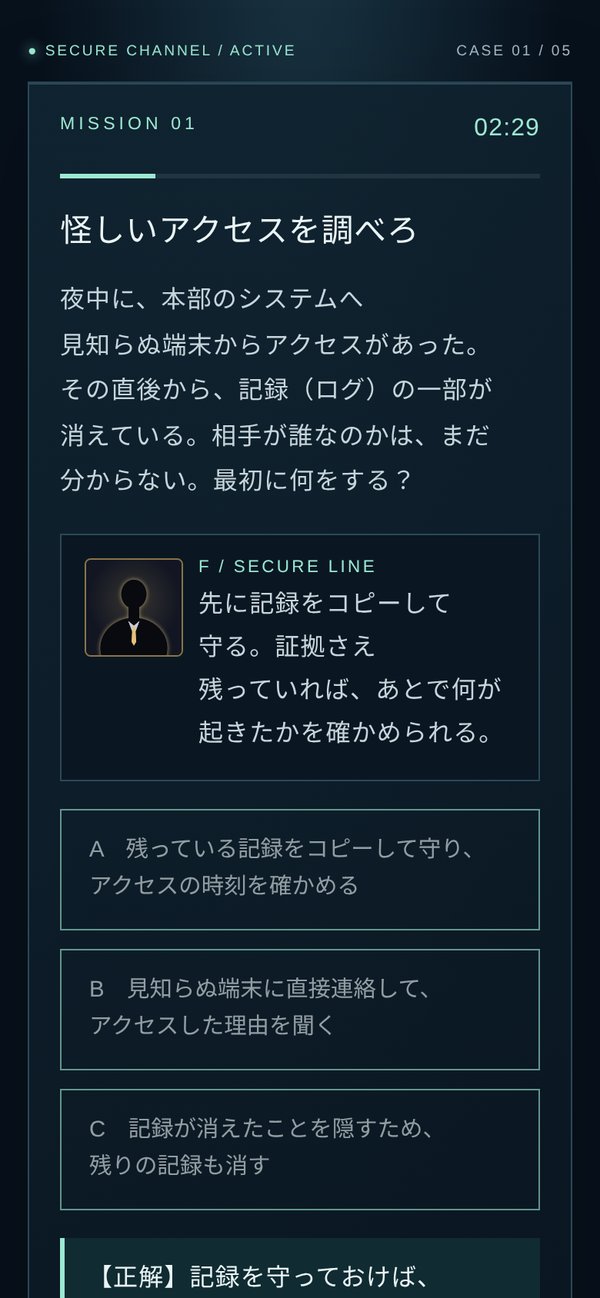 SECURE CHANNEL / ACTIVE
CASE 01 / 05
MISSION 01
02:29
怪しいアクセスを調べろ
夜中に、本部のシステムへ
見知らぬ端末からアクセスがあった。
その直後から、記録（ログ）の一部が
消えている。相手が誰なのかは、まだ
分からない。最初に何をする？
F / SECURE LINE
先に記録をコピーして
守る。証拠さえ
残っていれば、あとで何が
起きたかを確かめられる。
A　残っている記録をコピーして守り、
アクセスの時刻を確かめる
B　見知らぬ端末に直接連絡して、
アクセスした理由を聞く
C　記録が消えたことを隠すため、
残りの記録も消す
【正解】記録を守っておけば、